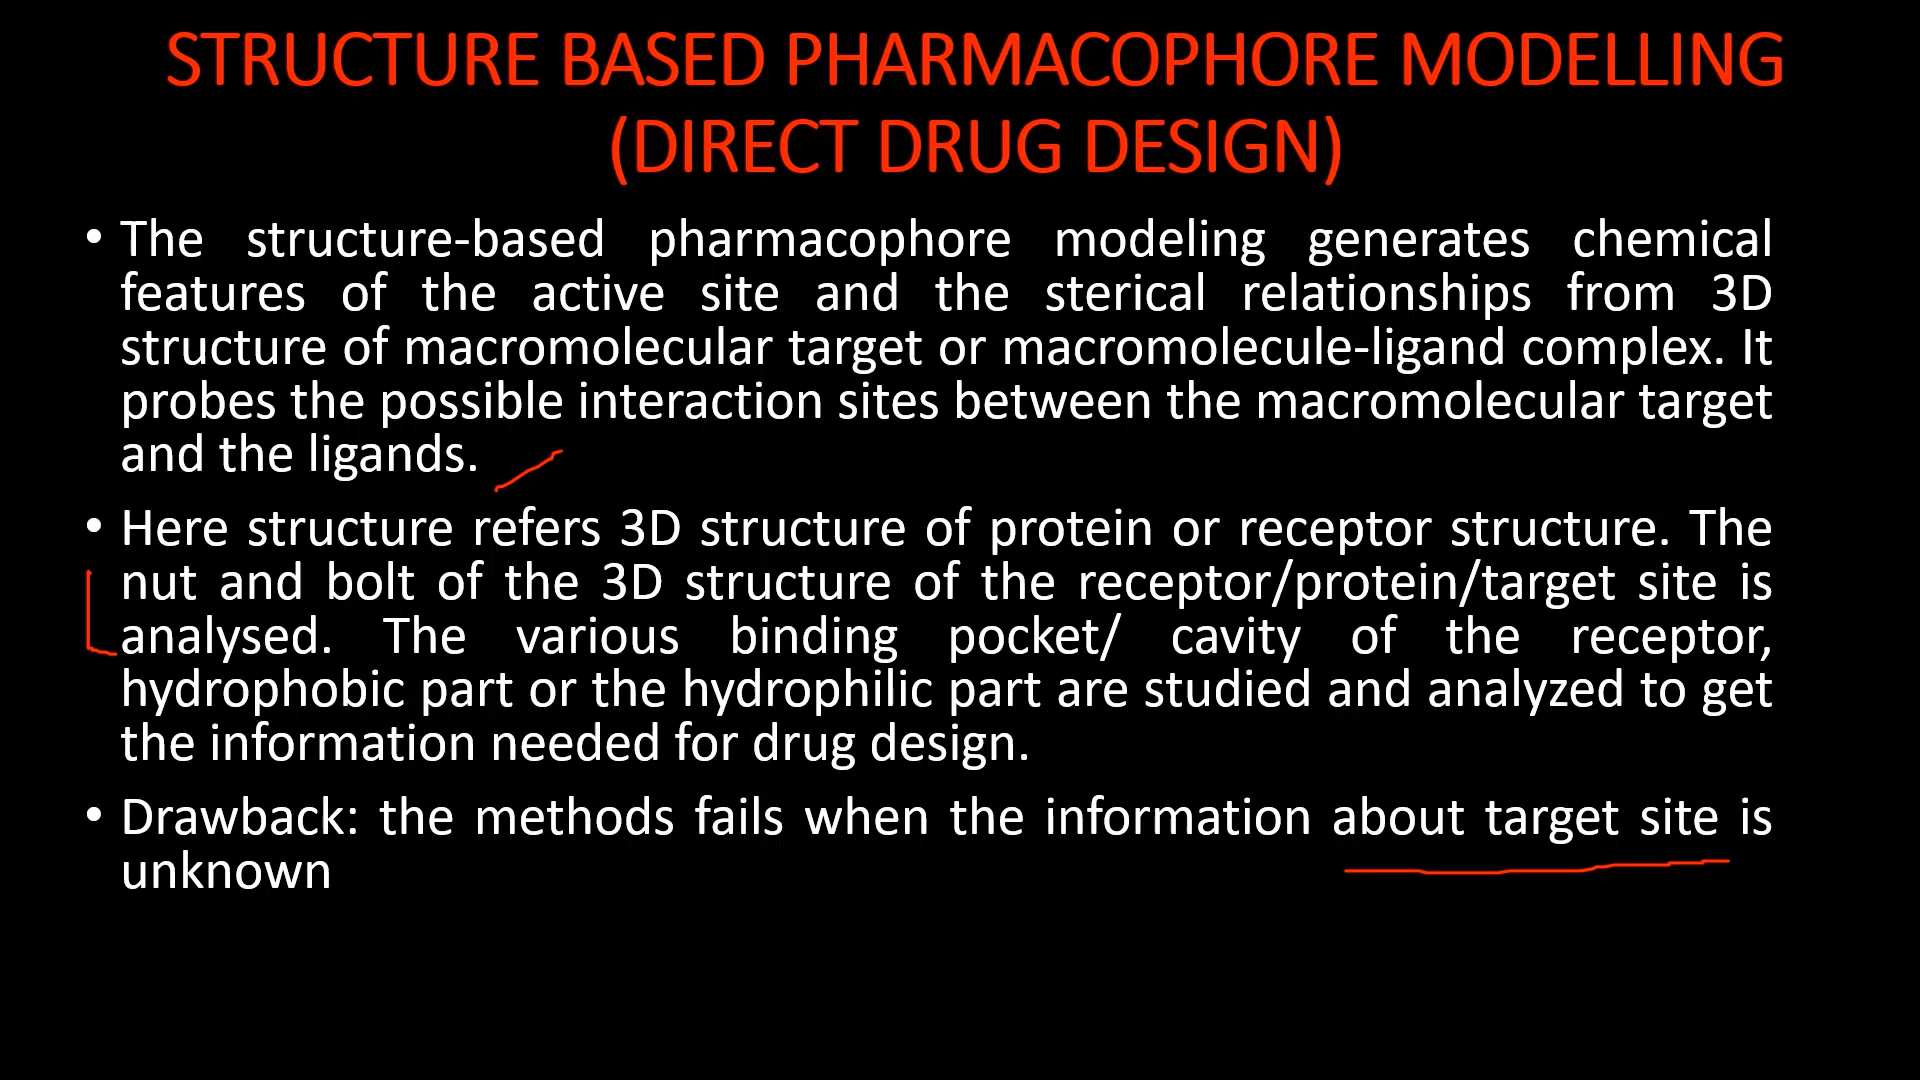 STRUCTURE BASED PHARMACOPHORE MODELLING
(DIRECT DRUG DESIGN)
• The structure-based pharmacophore modeling generates chemical
features of the active site and the sterical relationships from 3D
structure of macromolecular target or macromolecule-ligand complex. It
probes the possible interaction sites between the macromolecular target
and the ligands.
• Here structure refers 3D structure of protein or receptor structure. The
nut and bolt of the 3D structure of the receptor/protein/target site is
analysed. The various binding pocket/ cavity of the receptor,
hydrophobic part or the hydrophilic part are studied and analyzed to get
the information needed for drug design.
• Drawback: the methods fails when the information about target site is
unknown